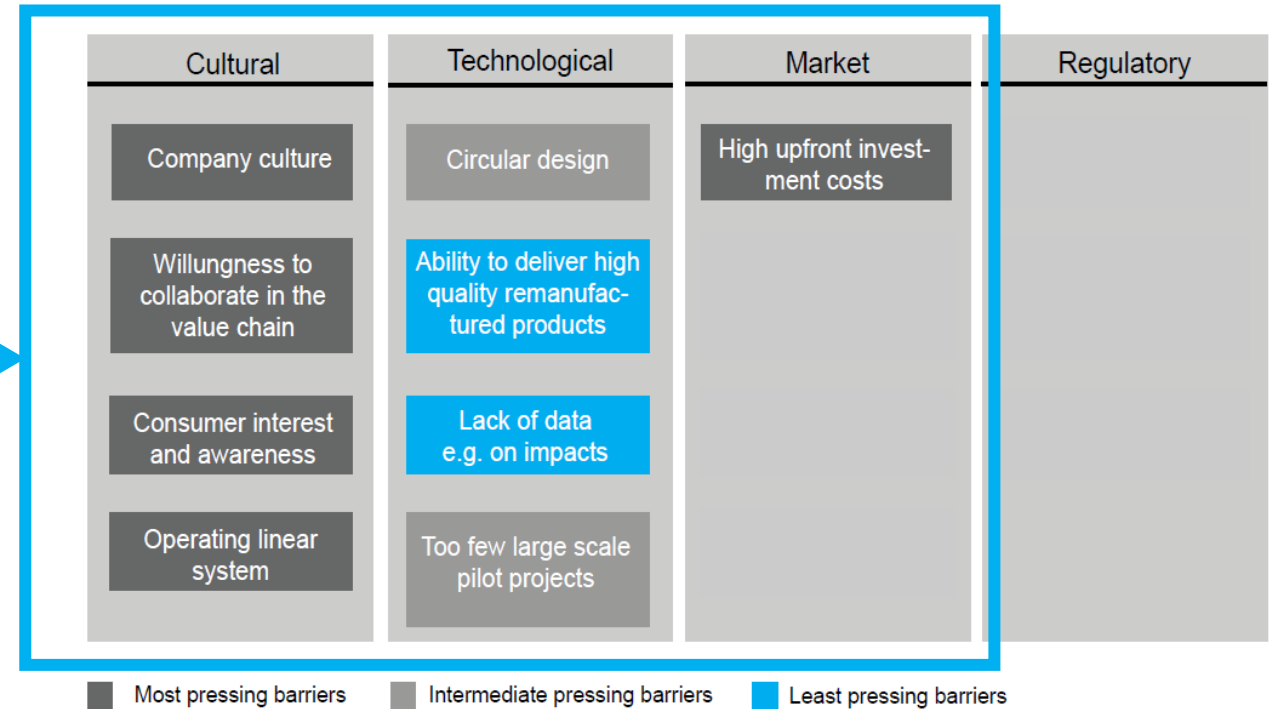 Cultural
Technological
Market
Regulatory
Company culture
Circular design
High upfront invest-
ment costs
Willungness to
collaborate in the
value chain
Ability to deliver high
quality remanufac-
tured products
Consumer interest
and awareness
Lack of data
e.g. on impacts
Operating linear
system
Too few large scale
pilot projects
Most pressing barriers
Intermediate pressing barriers
Least pressing barriers